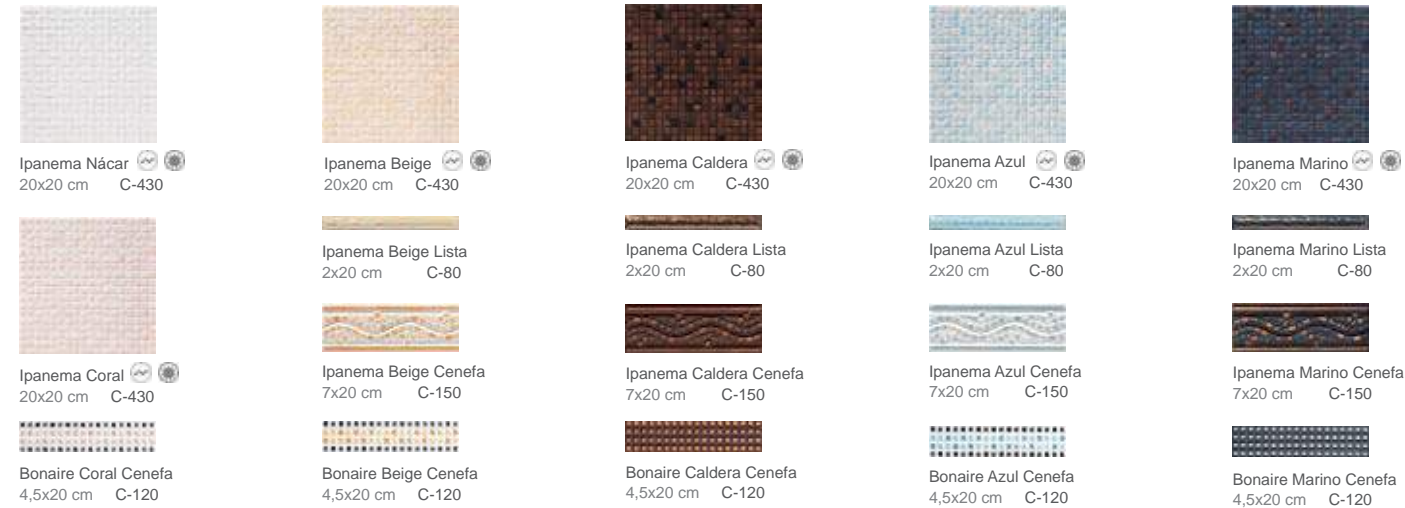 Ipanema Nácar
20x20 cm C-430
Ipanema Beige
20x20 cm C-430
Ipanema Caldera
20x20 cm C-430
Ipanema Azul
20x20 cm C-430
Ipanema Marino
20x20 cm C-430
Ipanema Beige Lista
2x20 cm C-80
Ipanema Caldera Lista
2x20 cm C-80
Ipanema Azul Lista
2x20 cm C-80
Ipanema Marino Lista
2x20 cm C-80
Ipanema Coral
20x20 cm C-430
Ipanema Beige Cenefa
7x20 cm C-150
Ipanema Caldera Cenefa
7x20 cm C-150
Ipanema Azul Cenefa
7x20 cm C-150
Ipanema Marino Cenefa
7x20 cm C-150
Bonaire Coral Cenefa
4,5x20 cm C-120
Bonaire Beige Cenefa
4,5x20 cm C-120
Bonaire Caldera Cenefa
4,5x20 cm C-120
Bonaire Azul Cenefa
4,5x20 cm C-120
Bonaire Marino Cenefa
4,5x20 cm C-120